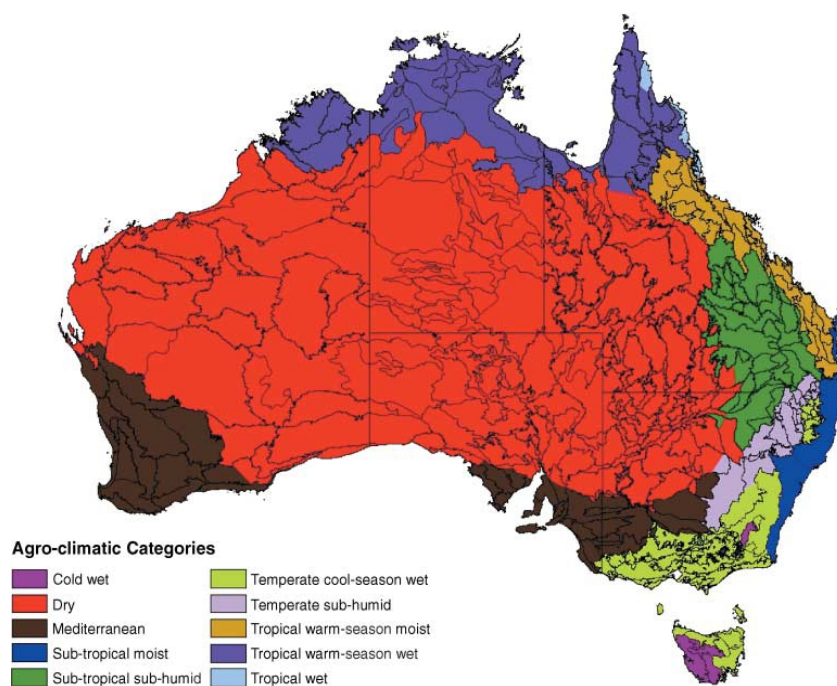 Agro-climatic Categories
Cold wet
Dry
Mediterranean
Sub-tropical moist
Sub-tropical sub-humid
Temperate cool-season wet
Temperate sub-humid
Tropical warm-season moist
Tropical warm-season wet
Tropical wet